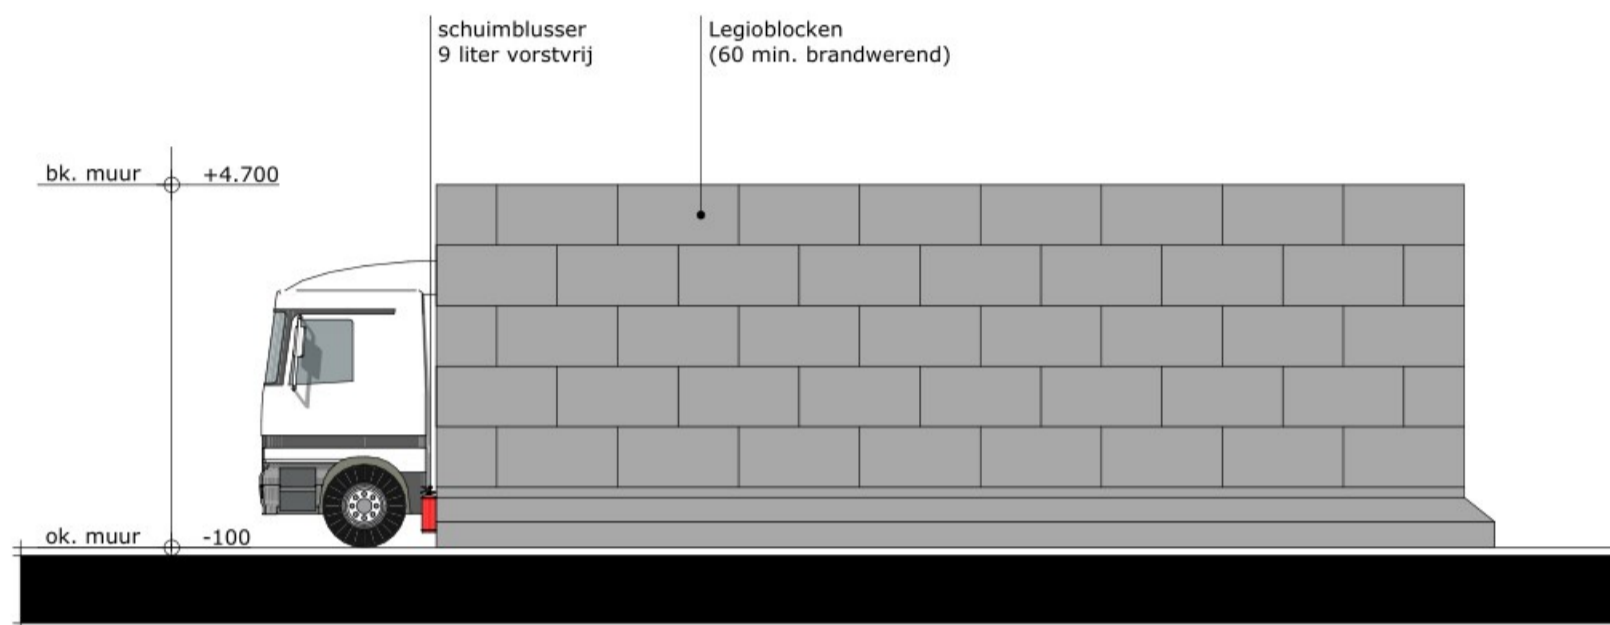 schuimblusser
9 liter vorstvrij
Legioblocken
(60 min. brandwerend)
bk. muur +4.700
ok. muur -100